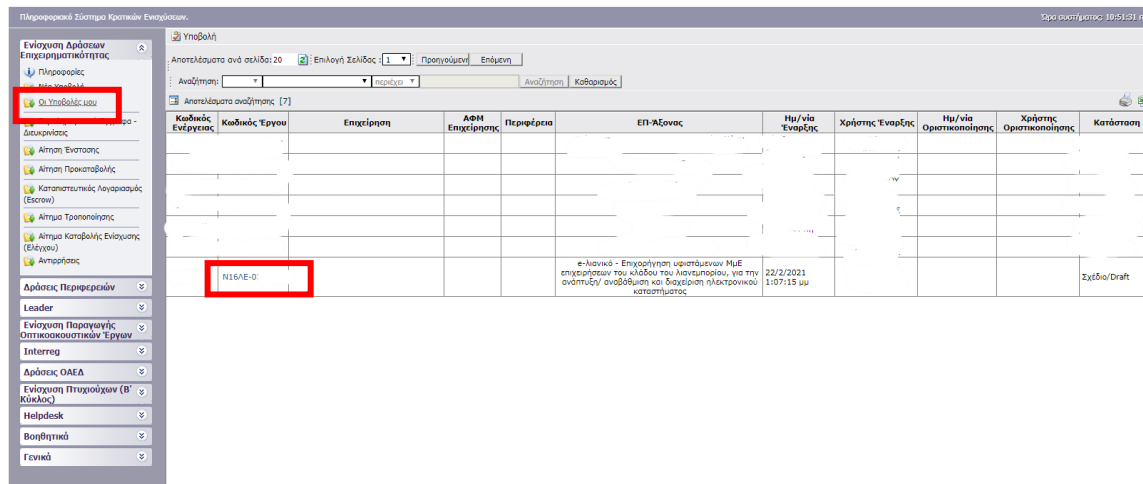 Πληροφοριακό Σύστημα Κρατικών Ενισχύσεων.
Ώρα συστήματος: 10:51:31
Ενίσχυση Δράσεων
Επιχειρηματικότητας
Πληροφορίες
Οι Υποβολές μου
Διευκρινίσεις
Αίτηση Ένστασης
Αίτηση Προκαταβολής
Καταπιστευτικός Λογαριασμός
(Escrow)
Αίτημα Τροποποίησης
Αίτημα Καταβολής Ενίσχυσης
(Ελέγχου)
Αντιρρήσεις
Δράσεις Περιφερειών
Leader
Ενίσχυση Παραγωγής
Οπτικοακουστικών Έργων
Interreg
Δράσεις ΟΑΕΔ
Ενίσχυση Πτυχιούχων (Β'
Κύκλος)
Helpdesk
Βοηθητικά
Γενικά
Υποβολή
Αποτελέσματα ανά σελίδα: 20 Επιλογή Σελίδας : 1 Προηγούμενη Επόμενη
Αναζήτηση: περιέχει Αναζήτηση Καθαρισμός
Αποτελέσματα αναζήτησης [7]
Κωδικός
Ενέργειας
Κωδικός Έργου
Επιχείρηση
ΑΦΜ
Επιχείρησης
Περιφέρεια
ΕΠ-Άξονας
Ημ/νία
Έναρξης
Χρήστης Έναρξης
Ημ/νία
Οριστικοποίησης
Χρήστης
Οριστικοποίησης
Κατάσταση
Ν16ΛΕ-0
e-λιανικό - Επιχορήγηση υφιστάμενων ΜμΕ
επιχειρήσεων του κλάδου του λιανεμπορίου, για την
ανάπτυξη/ αναβάθμιση και διαχείριση ηλεκτρονικού
καταστήματος
22/2/2021
1:07:15 μμ
Σχέδιο/Draft